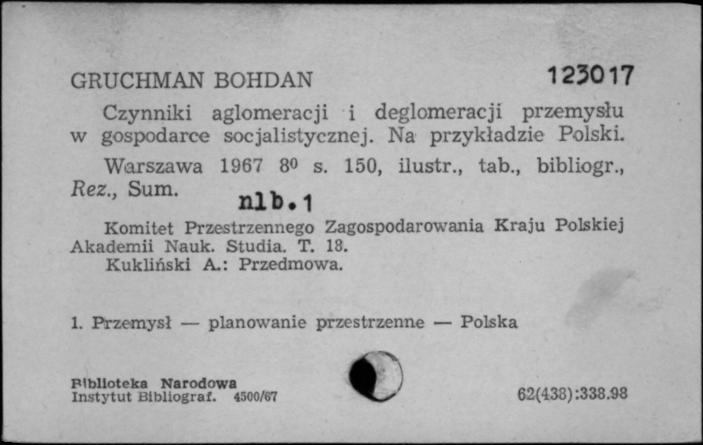 GRUCHMAN BOHDAN 123017
Czynniki aglomeracji i deglomeracji przemysłu
w gospodarce socjalistycznej. Na przykładzie Polski.
Warszawa 1967 8⁰ s. 150, ilustr., tab., bibliogr.,
Rez., Sum.
nlb.1
Komitet Przestrzennego Zagospodarowania Kraju Polskiej
Akademii Nauk. Studia. T. 18.
Kukliński A.: Przedmowa.
1. Przemysł — planowanie przestrzenne — Polska
Biblioteka Narodowa
Instytut Bibliograf. 4500/67 62(438):338.98